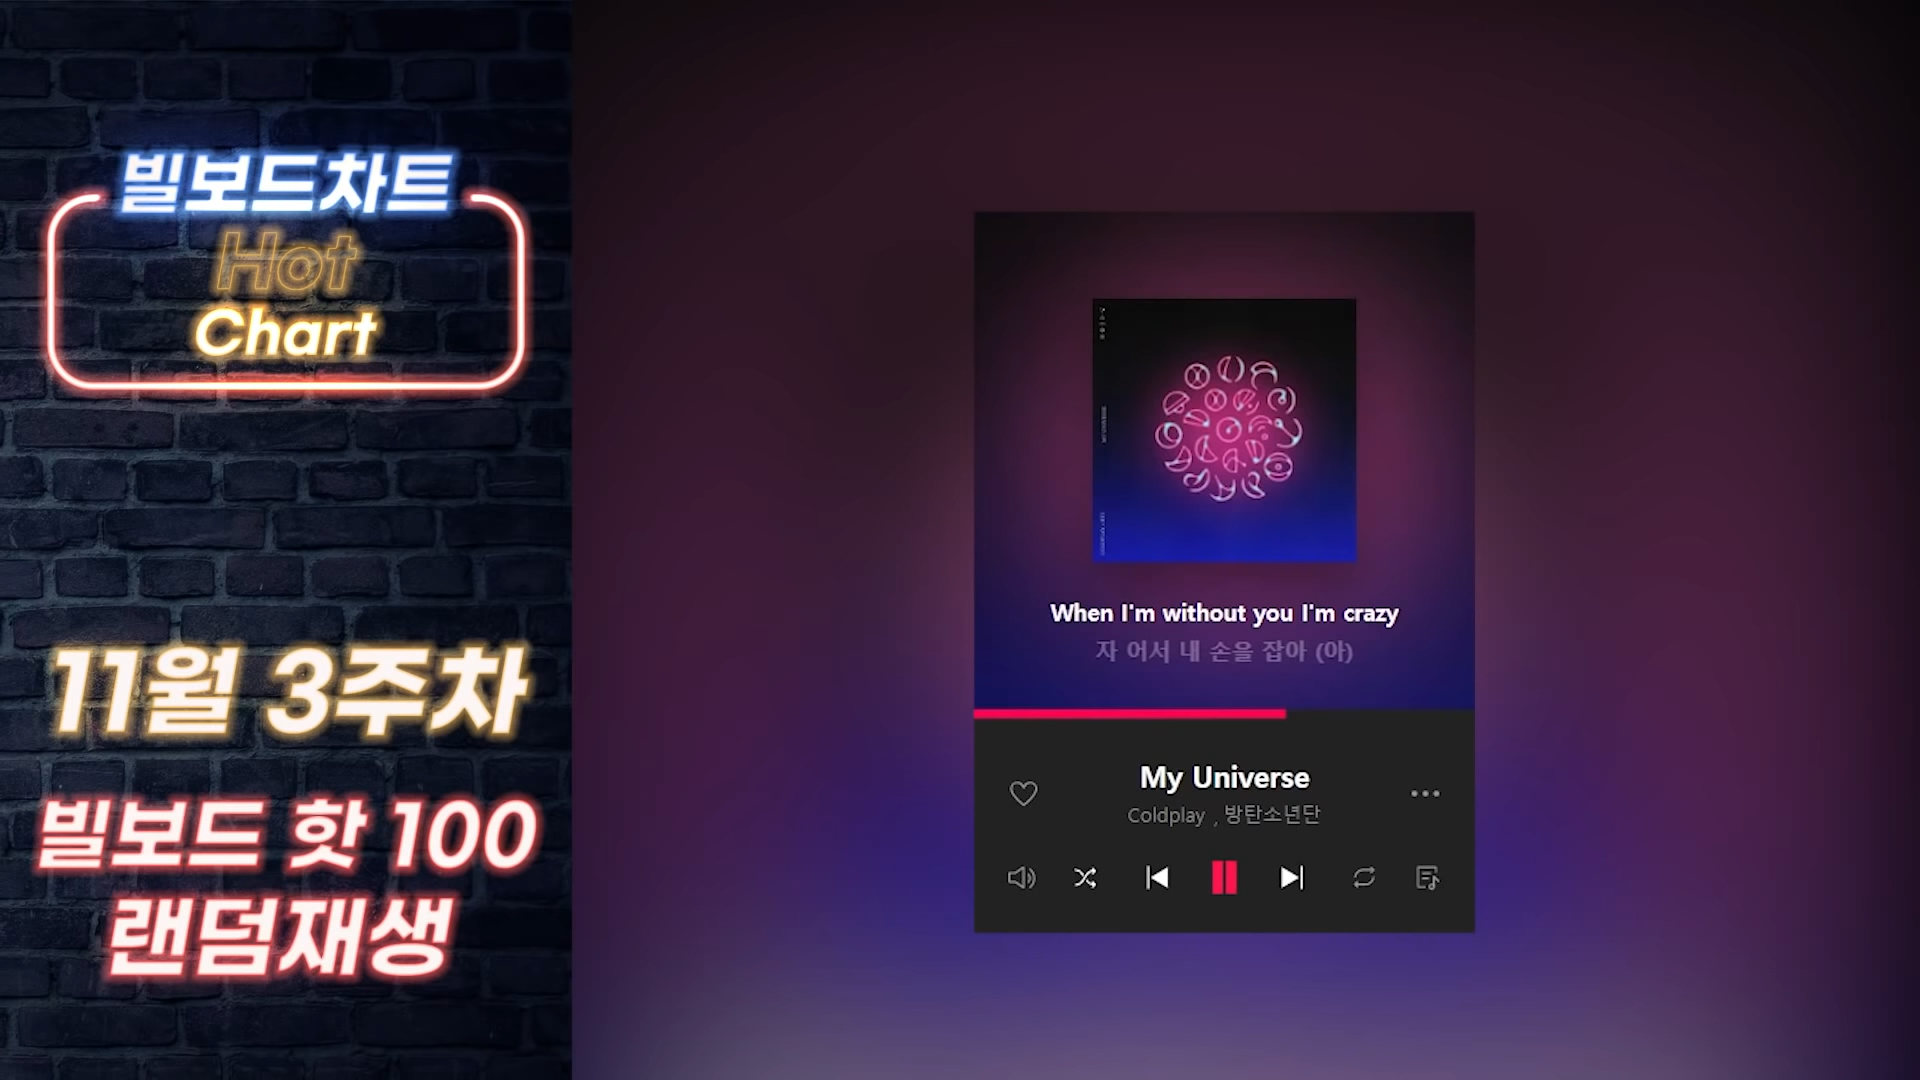 빌보드차트
Hot
Chart
11월 3주차
빌보드 핫 100
랜덤재생
When I'm without you I'm crazy
자 어서 내 손을 잡아 (아)
My Universe
Coldplay , 방탄소년단